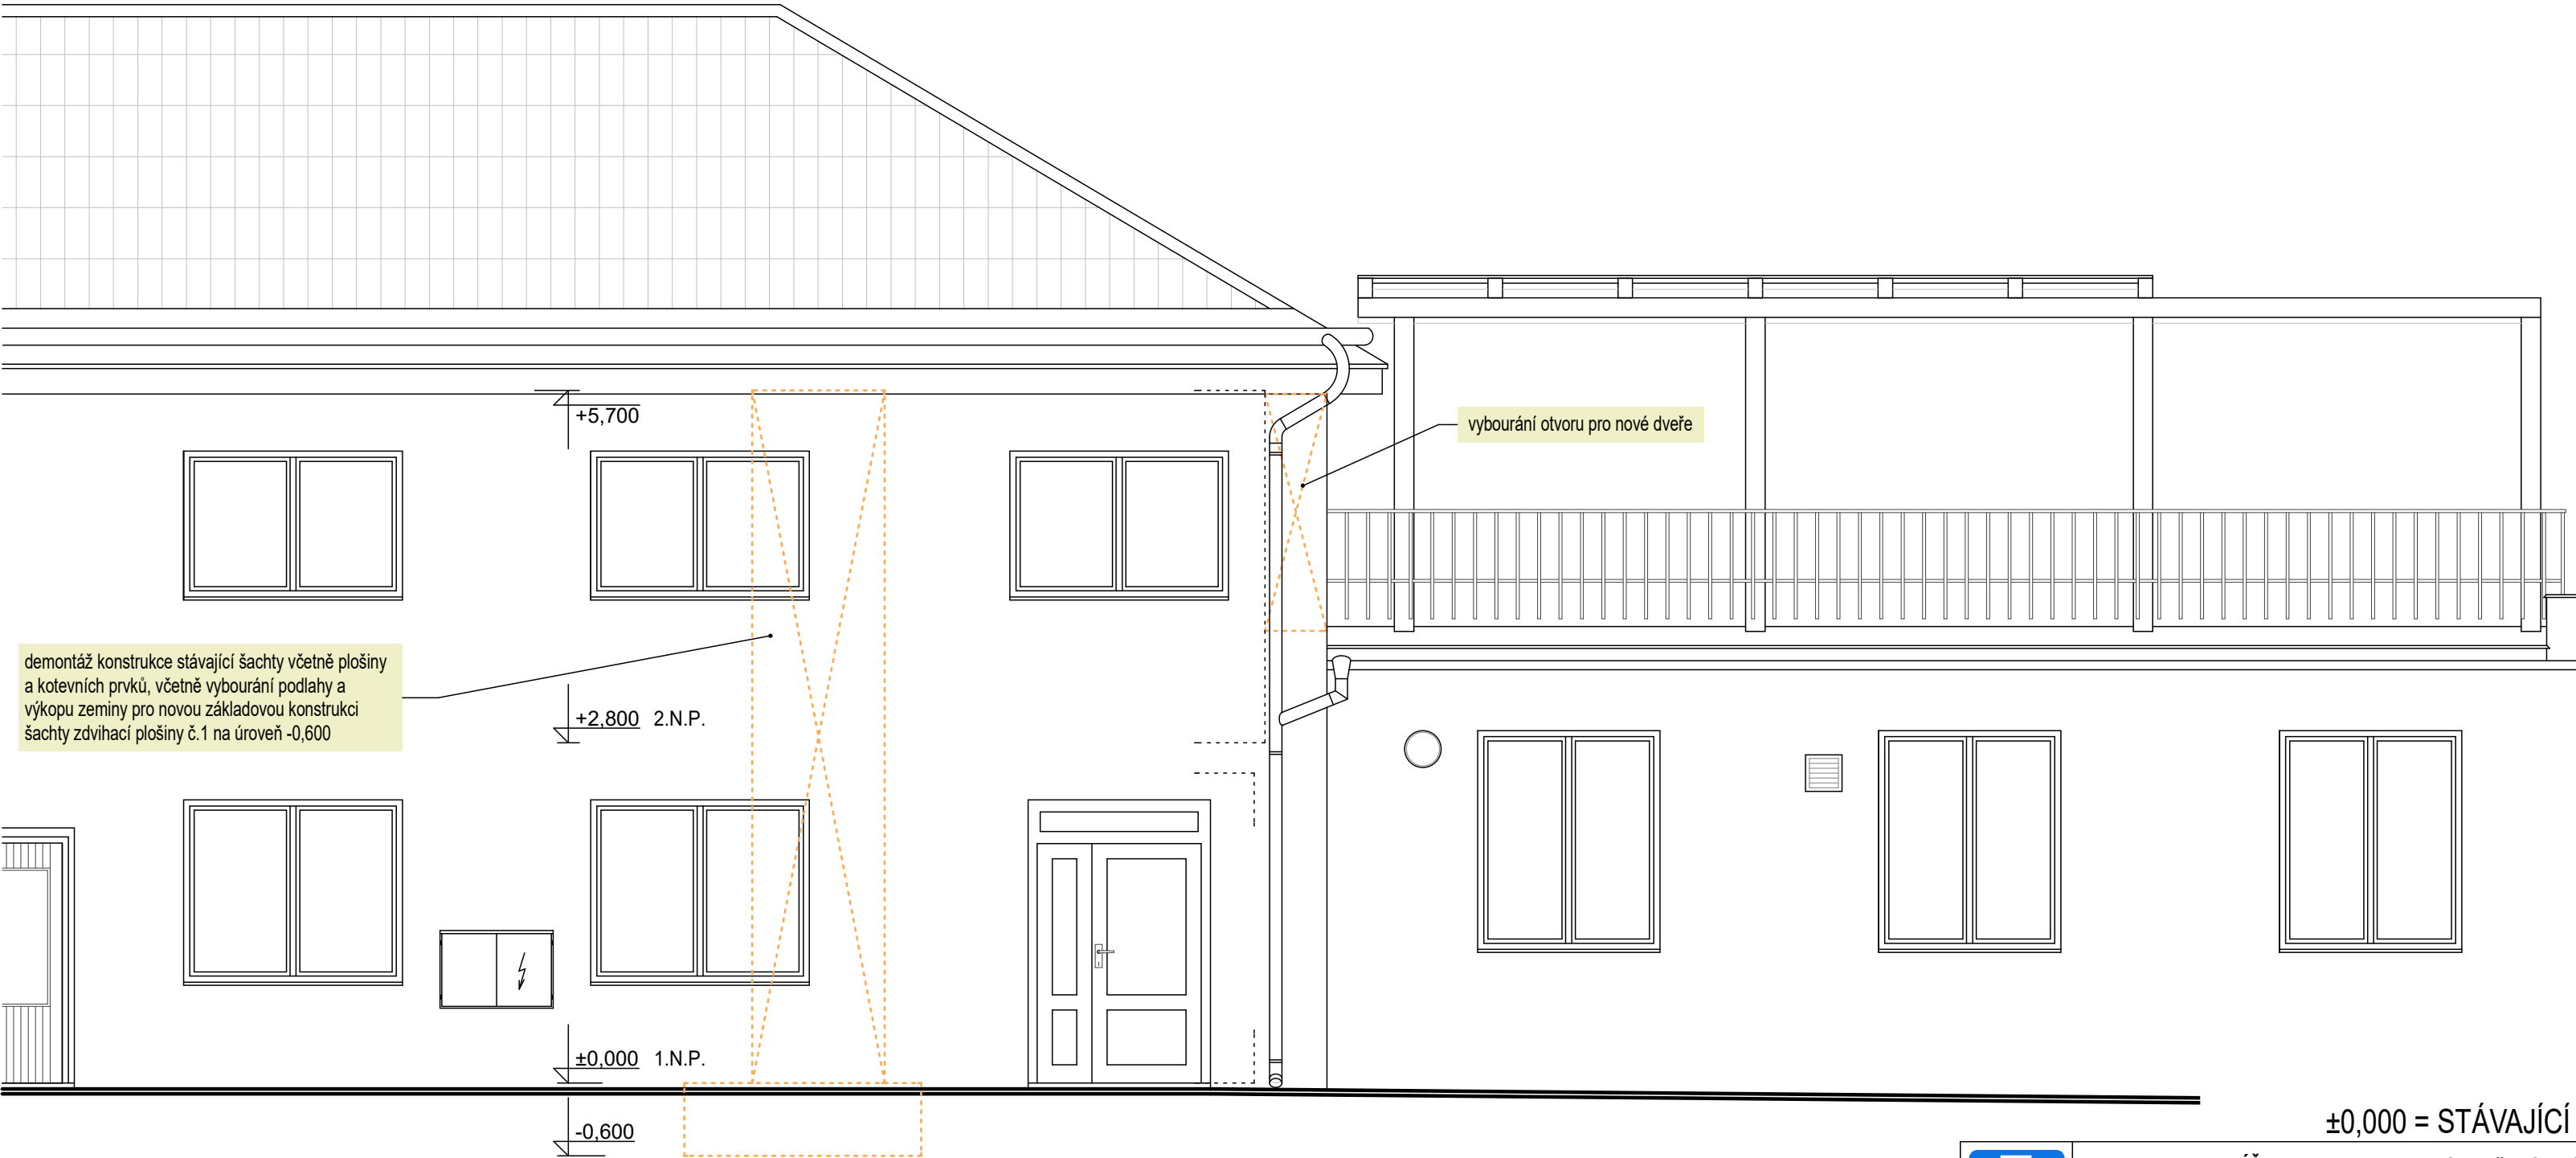 +5,700
vybourání otvoru pro nové dveře
demontáž konstrukce stávající šachty včetně plošiny
a kotevních prvků, včetně vybourání podlahy a
výkopu zeminy pro novou základovou konkstrukci
šachty zdvihací plošiny č.1 na úroveň -0,600
+2,800 2.N.P.
±0,000 1.N.P.
-0,600
±0,000 = STÁVAJÍCÍ